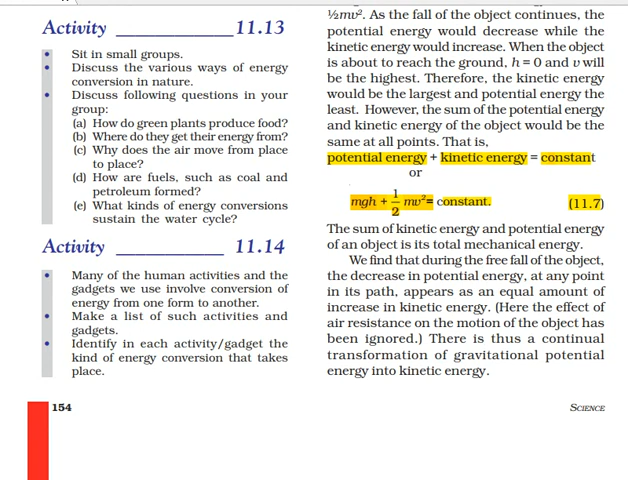 Activity ______________ 11.13
• Sit in small groups.
• Discuss the various ways of energy
conversion in nature.
• Discuss following questions in your
group:
(a) How do green plants produce food?
(b) Where do they get their energy from?
(c) Why does the air move from place
to place?
(d) How are fuels, such as coal and
petroleum formed?
(e) What kinds of energy conversions
sustain the water cycle?
Activity _____________ 11.14
• Many of the human activities and the
gadgets we use involve conversion of
energy from one form to another.
• Make a list of such activities and
gadgets.
• Identify in each activity/gadget the
kind of energy conversion that takes
place.
½mv². As the fall of the object continues, the
potential energy would decrease while the
kinetic energy would increase. When the object
is about to reach the ground, h = 0 and v will
be the highest. Therefore, the kinetic energy
would be the largest and potential energy the
least. However, the sum of the potential energy
and kinetic energy of the object would be the
same at all points. That is,
potential energy + kinetic energy = constant
or
mgh + 1/2 mv² = constant. (11.7)
The sum of kinetic energy and potential energy
of an object is its total mechanical energy.
We find that during the free fall of the object,
the decrease in potential energy, at any point
in its path, appears as an equal amount of
increase in kinetic energy. (Here the effect of
air resistance on the motion of the object has
been ignored.) There is thus a continual
transformation of gravitational potential
energy into kinetic energy.
154
SCIENCE